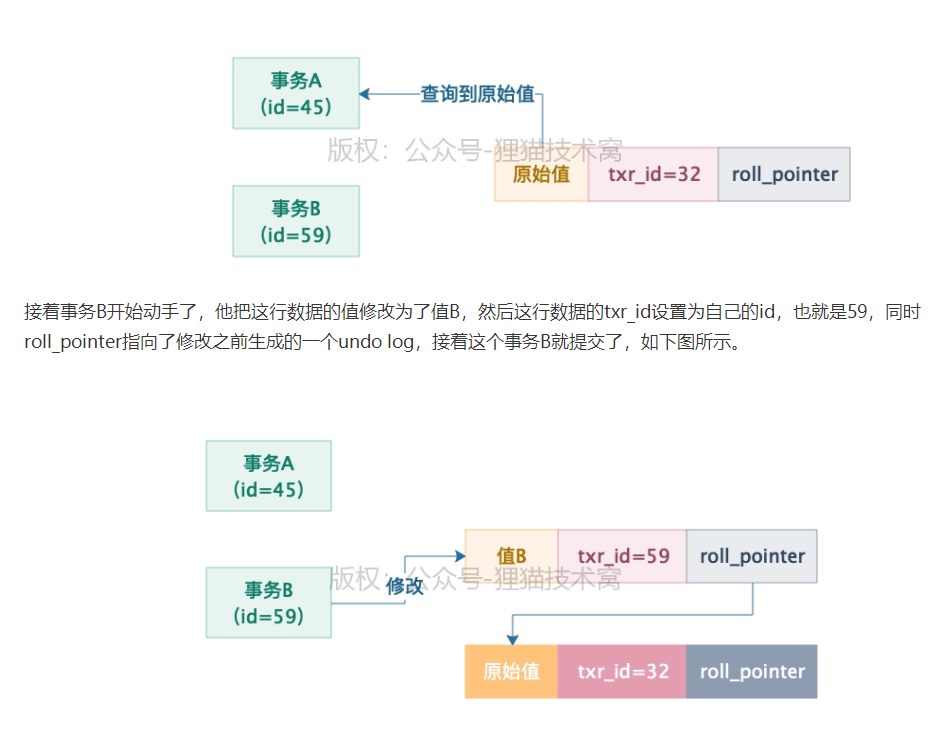 事务A
(id=45)
查询到原始值
版权：公众号-狸猫技术窝
原始值 txr_id=32 roll_pointer
事务B
(id=59)
接着事务B开始动手了，他把这行数据的值修改为了值B，然后这行数据的txr_id设置为自己的id，也就是59，同时
roll_pointer指向了修改之前生成的一个undo log，接着这个事务B就提交了，如下图所示。
事务A
(id=45)
值B txr_id=59 roll_pointer
版权：公众号-狸猫技术窝
修改
事务B
(id=59)
原始值 txr_id=32 roll_pointer